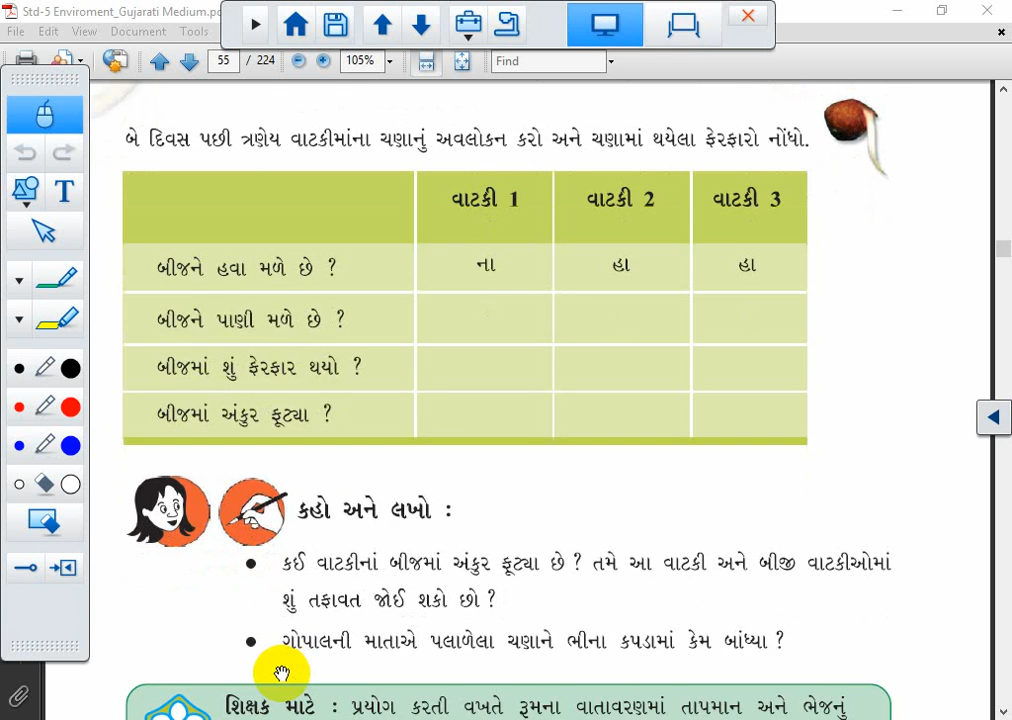 Std-5 Enviroment_Gujarati Medium.p
File Edit View Document Tools
55 / 224 105% Find
T
બે દિવસ પછી ત્રણેય વાટકીમાંના ચણાનું અવલોકન કરો અને ચણામાં થયેલા ફેરફારો નોંધો.
વાટકી 1 વાટકી 2 વાટકી 3
બીજને હવા મળે છે ? ના હા હા
બીજને પાણી મળે છે ?
બીજમાં શું ફેરફાર થયો ?
બીજમાં અંકુર ફૂટ્યા ?
કહો અને લખો :
• કઈ વાટકીનાં બીજમાં અંકુર ફૂટ્યા છે ? તમે આ વાટકી અને બીજી વાટકીઓમાં
શું તફાવત જોઈ શકો છો ?
• ગોપાલની માતાએ પલાળેલા ચણાને ભીના કપડામાં કેમ બાંધ્યા ?
શિક્ષક માટે : પ્રયોગ કરતી વખતે રૂમના વાતાવરણમાં તાપમાન અને ભેજનું